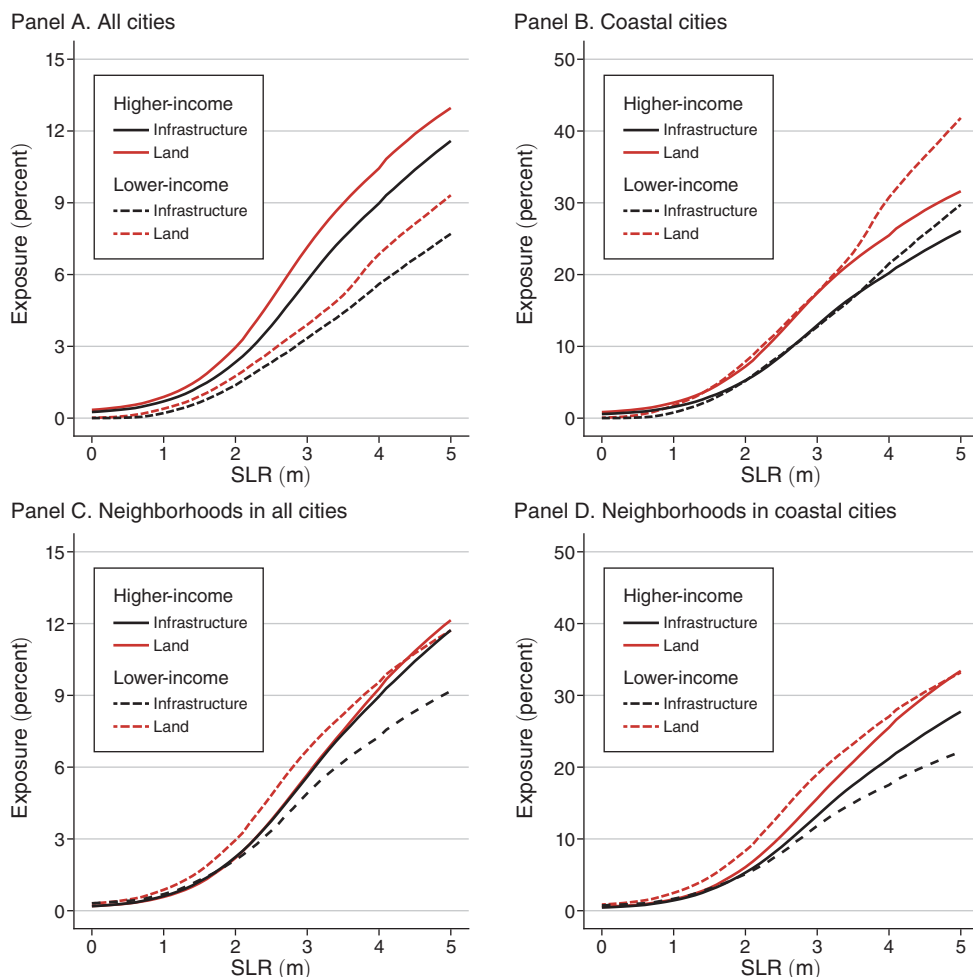 Panel A. All cities
15
12
9
6
3
0
Exposure (percent)
Higher-income
Infrastructure
Land
Lower-income
Infrastructure
Land
0 1 2 3 4 5
SLR (m)
Panel B. Coastal cities
50
40
30
20
10
0
Exposure (percent)
Higher-income
Infrastructure
Land
Lower-income
Infrastructure
Land
0 1 2 3 4 5
SLR (m)
Panel C. Neighborhoods in all cities
15
12
9
6
3
0
Exposure (percent)
Higher-income
Infrastructure
Land
Lower-income
Infrastructure
Land
0 1 2 3 4 5
SLR (m)
Panel D. Neighborhoods in coastal cities
50
40
30
20
10
0
Exposure (percent)
Higher-income
Infrastructure
Land
Lower-income
Infrastructure
Land
0 1 2 3 4 5
SLR (m)